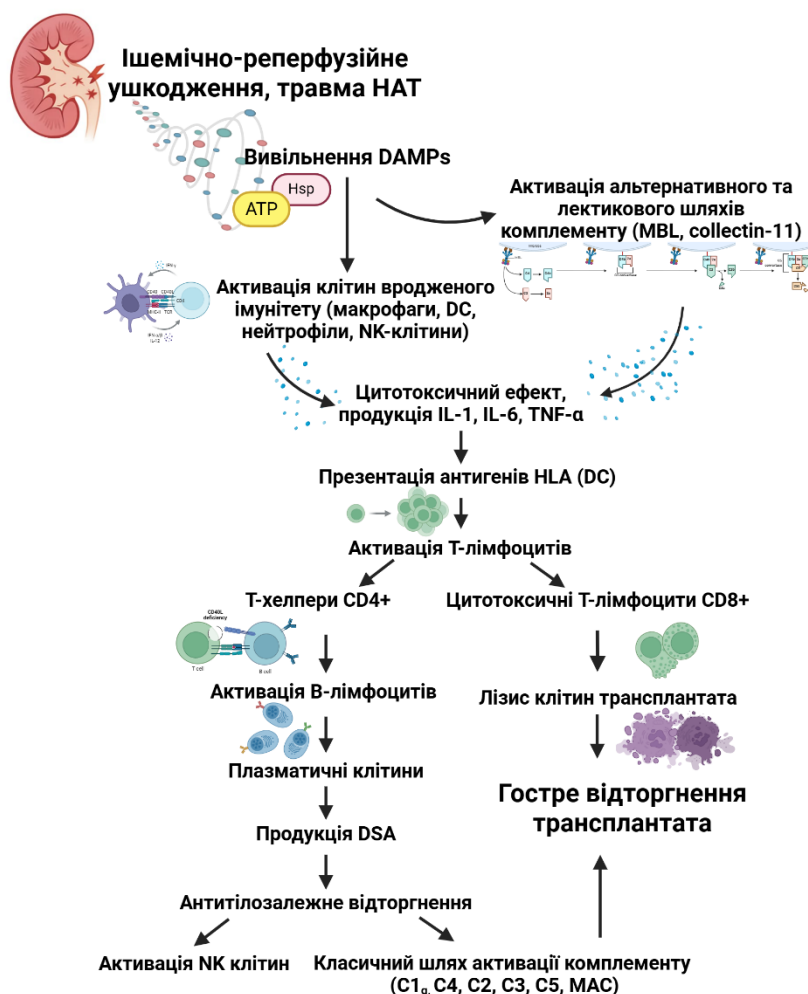 Ішемічно-реперфузійне
ушкодження, травма НАТ
Вивільнення DAMPs
Hsp
ATP
Активація альтернативного та
лектикового шляхів
комплементу (MBL, collectin-11)
Активація клітин вродженого
імунітету (макрофаги, DC,
нейтрофіли, NK-клітини)
Цитотоксичний ефект,
продукція IL-1, IL-6, TNF-α
Презентація антигенів HLA (DC)
Активація Т-лімфоцитів
Т-хелпери CD4+
Цитотоксичні Т-лімфоцити CD8+
CD40L
deficiency
T cell
B cell
Активація В-лімфоцитів
Лізис клітин трансплантата
Плазматичні клітини
Гостре відторгнення
трансплантата
Продукція DSA
Антитілозалежне відторгнення
Активація NK клітин
Класичний шлях активації комплементу
(C1q, C4, C2, C3, C5, MAC)